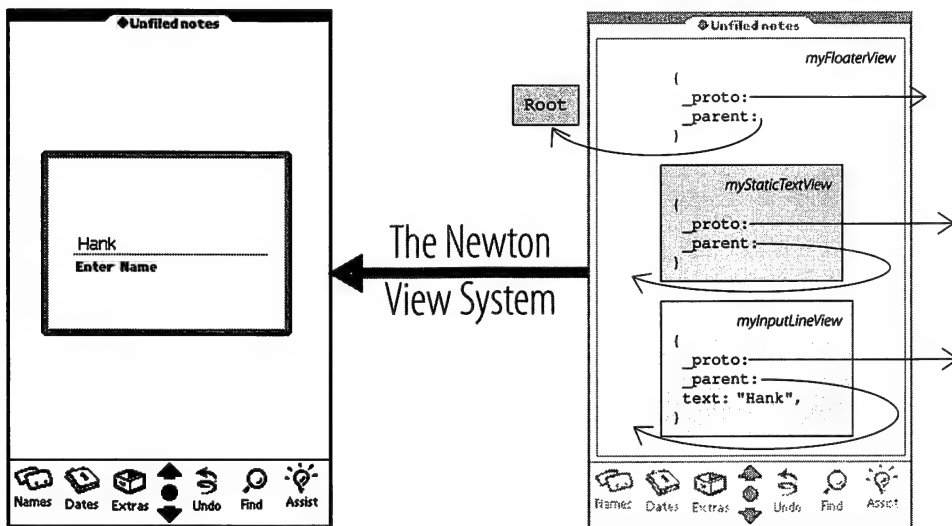 ◆Unfiled notes
Hank
Enter Name
Names Dates Extras Undo Find Assist
The Newton
View System
◆Unfiled notes
myFloaterView
{
_proto:
_parent:
}
Root
myStaticTextView
{
_proto:
_parent:
}
myInputLineView
{
_proto:
_parent:
text: "Hank",
}
Names Dates Extras Undo Find Assist